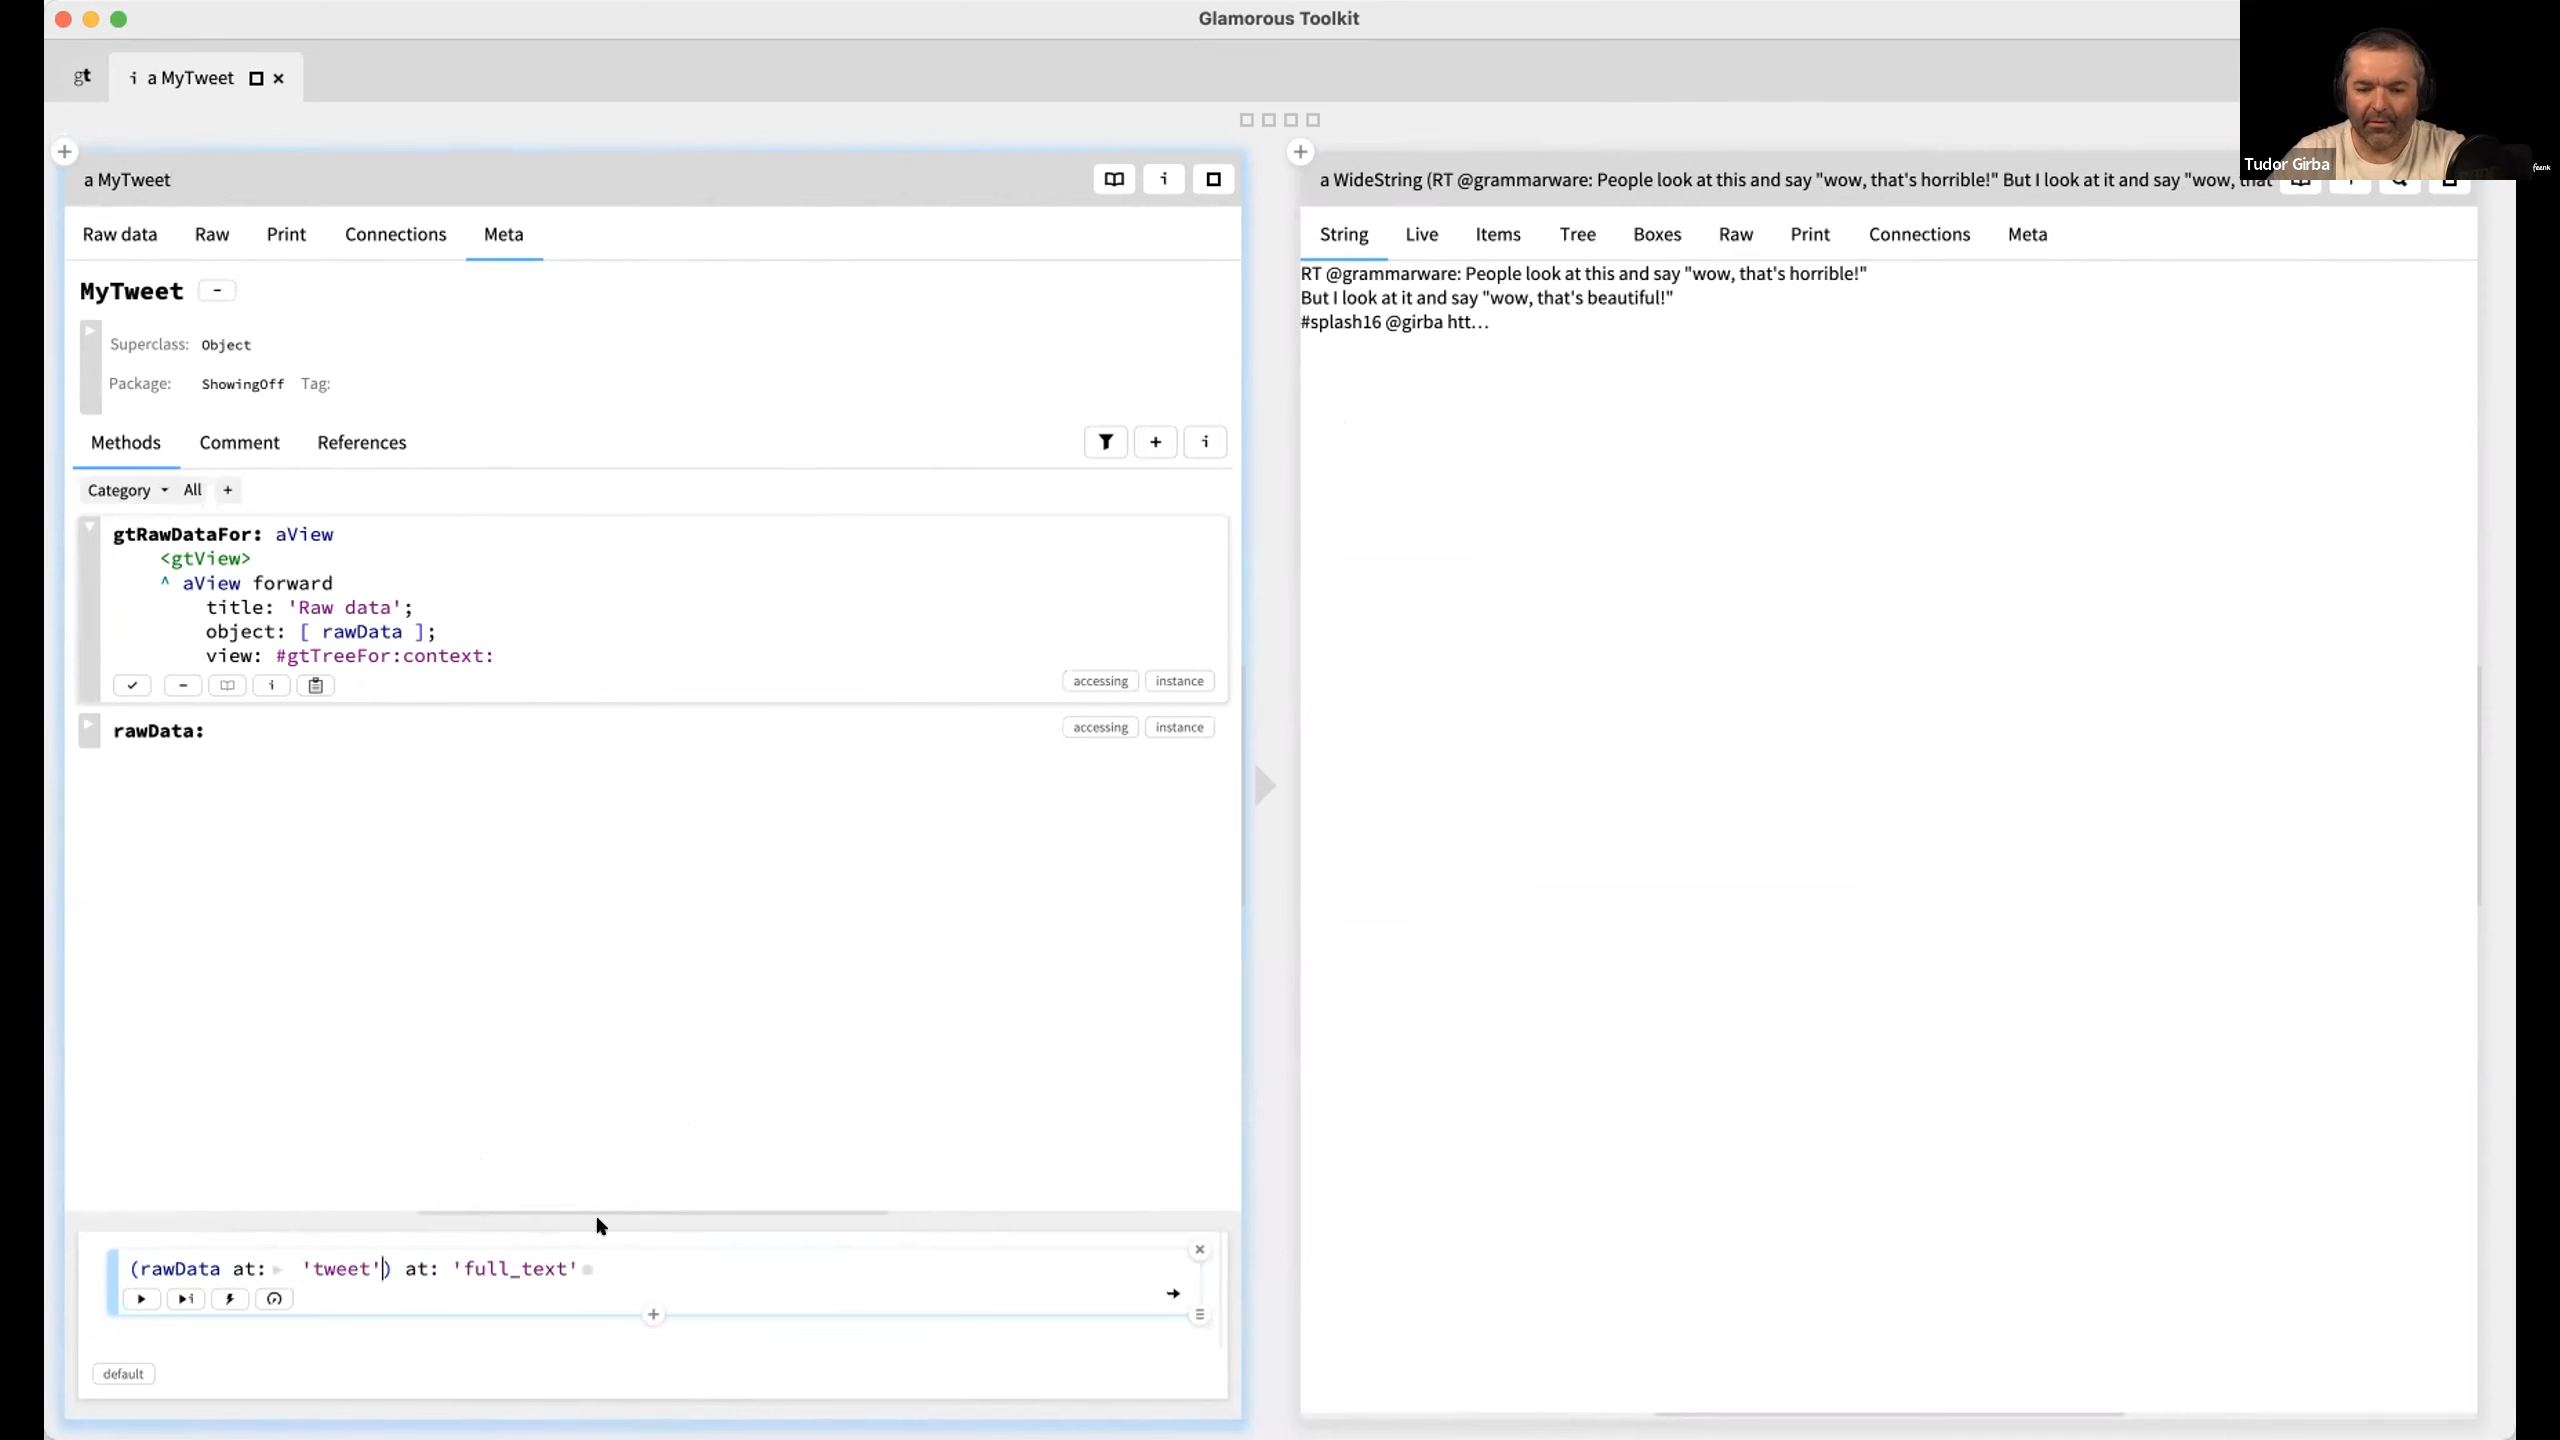 Glamorous Toolkit
gt
i a MyTweet
Tudor Girba
a MyTweet
i
Raw data Raw Print Connections Meta
MyTweet
Superclass: Object
Package: ShowingOff Tag:
Methods Comment References
+ i
Category All +
gtRawDataFor: aView
<gtView>
^ aView forward
title: 'Raw data';
object: [ rawData ];
view: #gtTreeFor:context:
i
accessing instance
rawData:
accessing instance
(rawData at: 'tweet') at: 'full_text'
i
default
a WideString (RT @grammarware: People look at this and say "wow, that's horrible!" But I look at it and say "wow, that
String Live Items Tree Boxes Raw Print Connections Meta
RT @grammarware: People look at this and say "wow, that's horrible!"
But I look at it and say "wow, that's beautiful!"
#splash16 @girba htt…